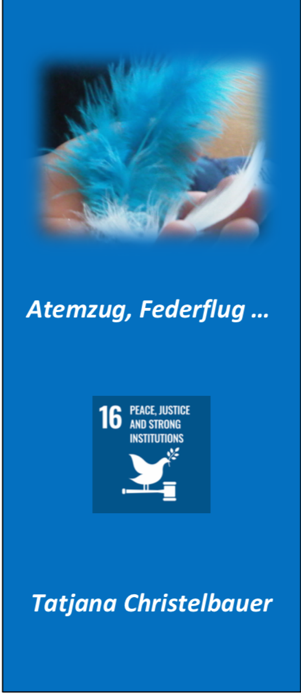 Atemzug, Federflug ...
16 PEACE, JUSTICE
AND STRONG
INSTITUTIONS
Tatjana Christelbauer